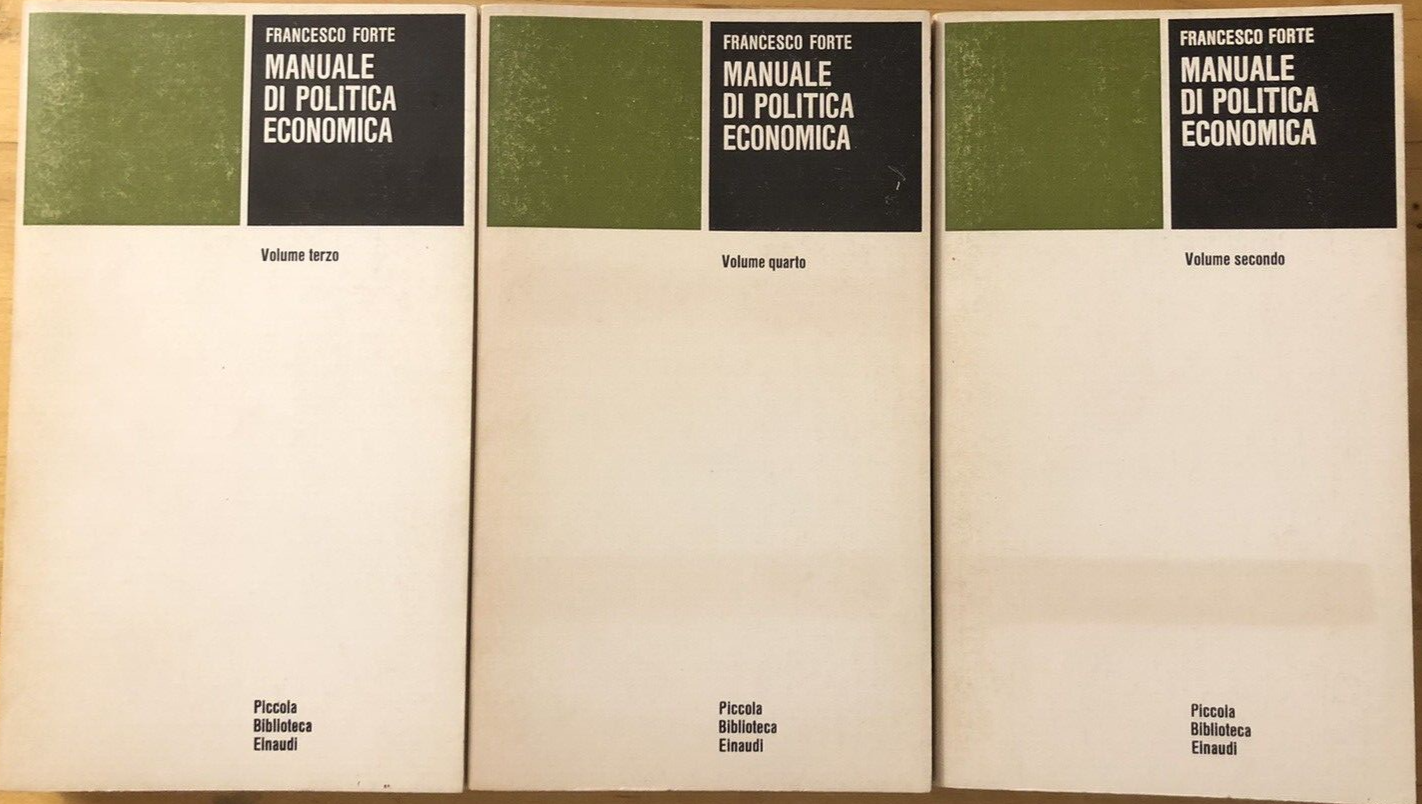 FRANCESCO FORTE
MANUALE
DI POLITICA
ECONOMICA
Volume terzo
Piccola
Biblioteca
Einaudi
FRANCESCO FORTE
MANUALE
DI POLITICA
ECONOMICA
Volume quarto
Piccola
Biblioteca
Einaudi
FRANCESCO FORTE
MANUALE
DI POLITICA
ECONOMICA
Volume secondo
Piccola
Biblioteca
Einaudi